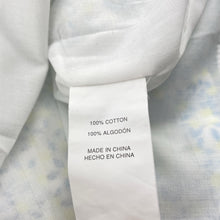 100% COTTON
100% ALGODÓN
MADE IN CHINA
HECHO EN CHINA